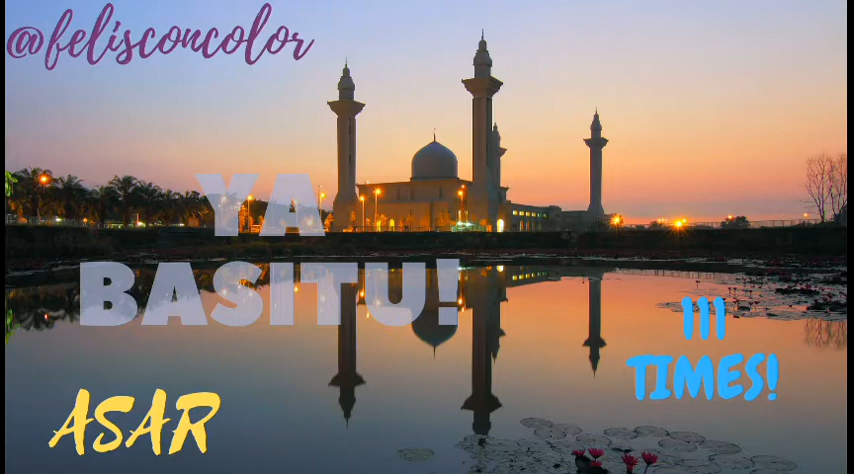 @felisconcolor
YA
BASITU!
111
TIMES!
ASAR